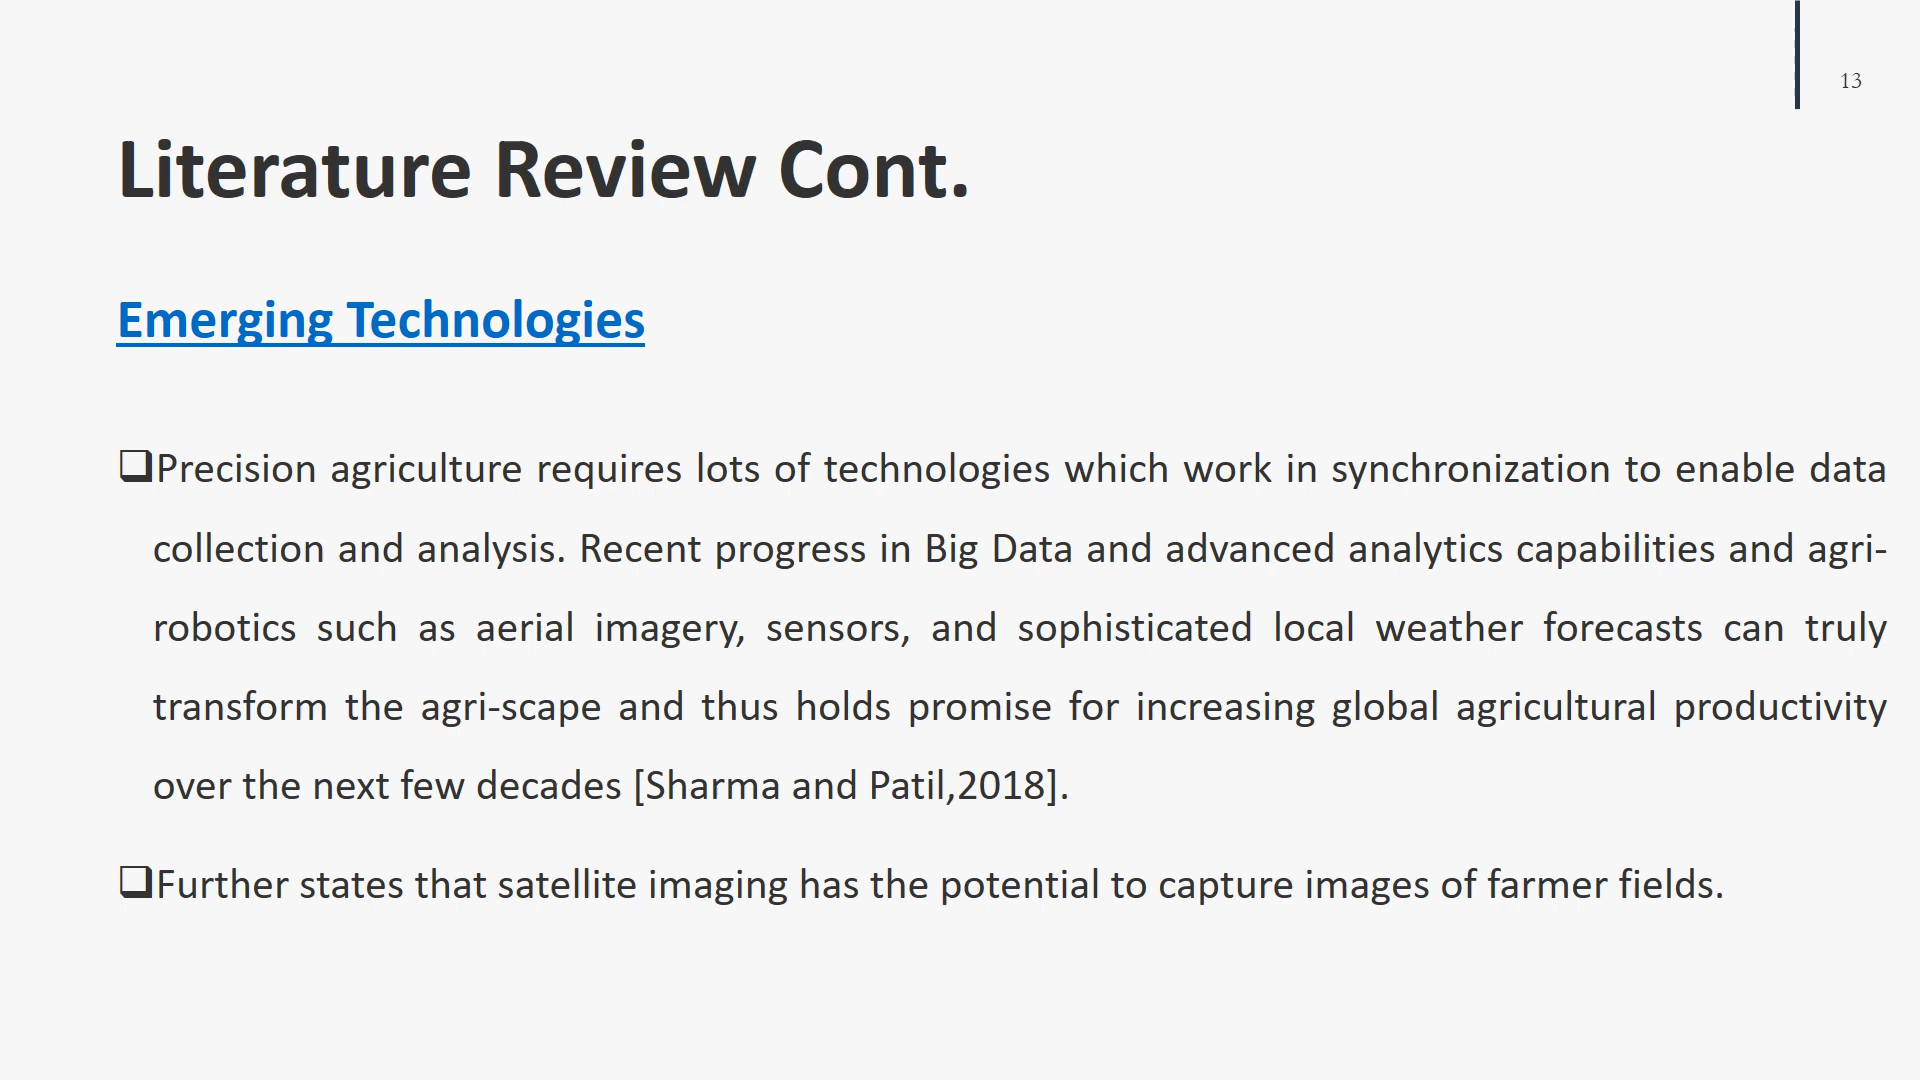 13
Literature Review Cont.
Emerging Technologies
❑Precision agriculture requires lots of technologies which work in synchronization to enable data
collection and analysis. Recent progress in Big Data and advanced analytics capabilities and agri-
robotics such as aerial imagery, sensors, and sophisticated local weather forecasts can truly
transform the agri-scape and thus holds promise for increasing global agricultural productivity
over the next few decades [Sharma and Patil,2018].
❑Further states that satellite imaging has the potential to capture images of farmer fields.